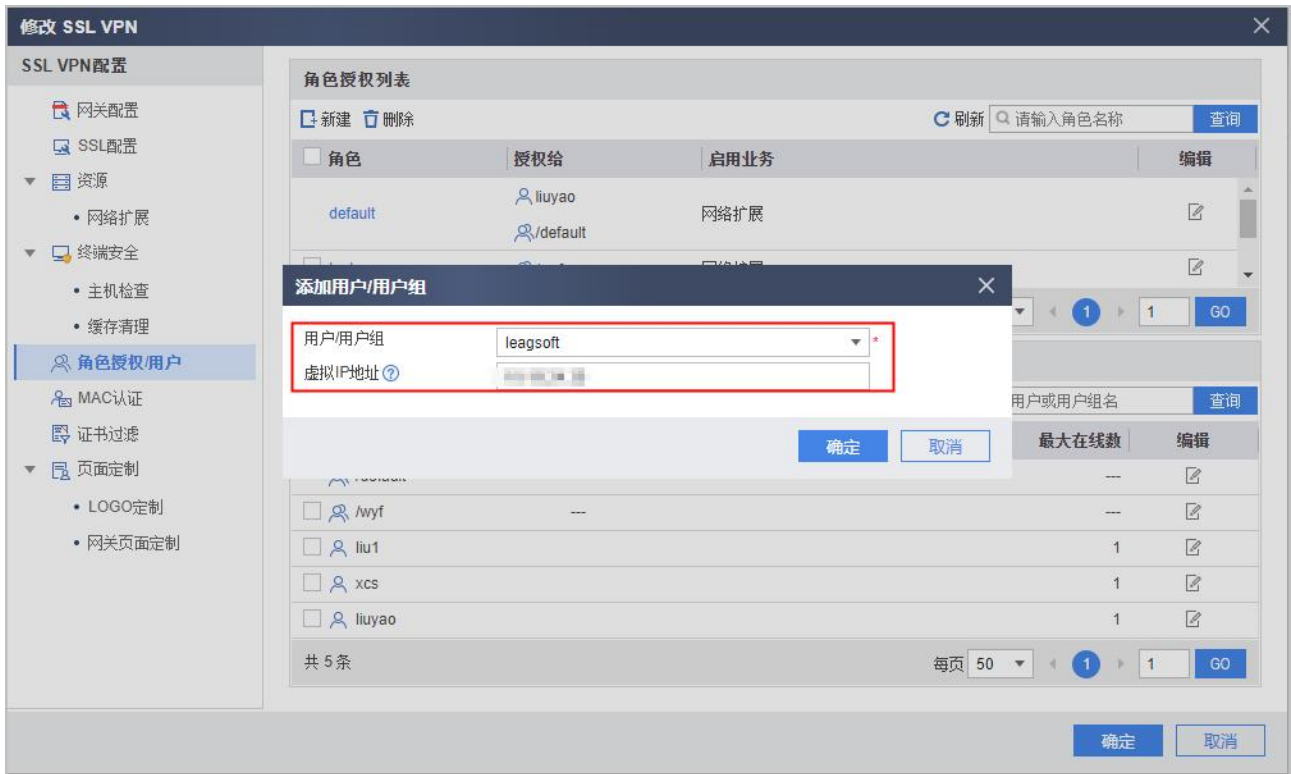 修改 SSL VPN
SSL VPN配置
网关配置
SSL配置
资源
网络扩展
终端安全
主机检查
缓存清理
角色授权/用户
MAC认证
证书过滤
页面定制
LOGO定制
网关页面定制
角色授权列表
新建 删除 刷新 请输入角色名称 查询
角色 授权给 启用业务 编辑
default liuyao 网络扩展
/default
添加用户/用户组
1 1 GO
用户/用户组 leagsoft *
虚拟IP地址
用户或用户组名 查询
确定 取消
最大在线数 编辑
/default ---
/wyf --- ---
liu1 1
xcs 1
liuyao 1
共 5 条 每页 50 1 1 GO
确定 取消